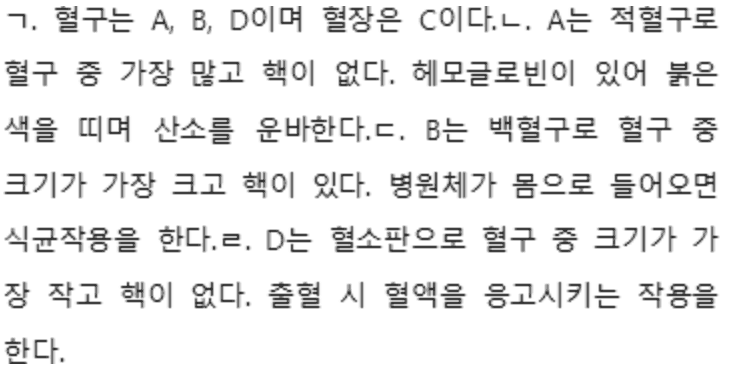 ㄱ. 혈구는 A, B, D이며 혈장은 C이다.ㄴ. A는 적혈구로
혈구 중 가장 많고 핵이 없다. 헤모글로빈이 있어 붉은
색을 띠며 산소를 운반한다.ㄷ. B는 백혈구로 혈구 중
크기가 가장 크고 핵이 있다. 병원체가 몸으로 들어오면
식균작용을 한다.ㄹ. D는 혈소판으로 혈구 중 크기가 가
장 작고 핵이 없다. 출혈 시 혈액을 응고시키는 작용을
한다.